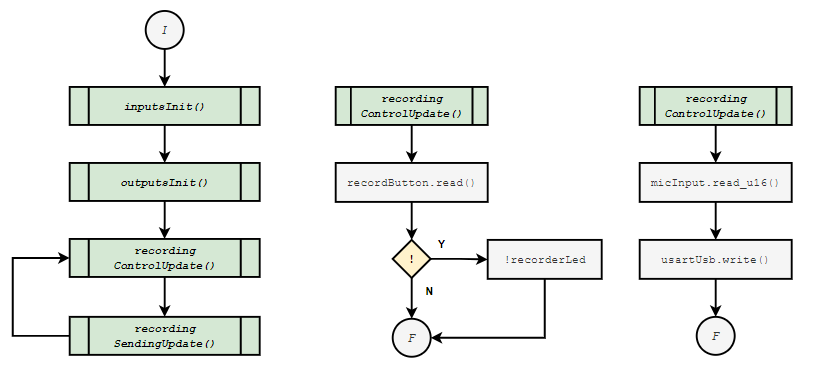 I
inputsInit()
outputsInit()
recording
ControlUpdate()
recording
SendingUpdate()
recording
ControlUpdate()
recordButton.read()
!
Y
!recorderLed
N
F
recording
ControlUpdate()
micInput.read_u16()
usartUsb.write()
F